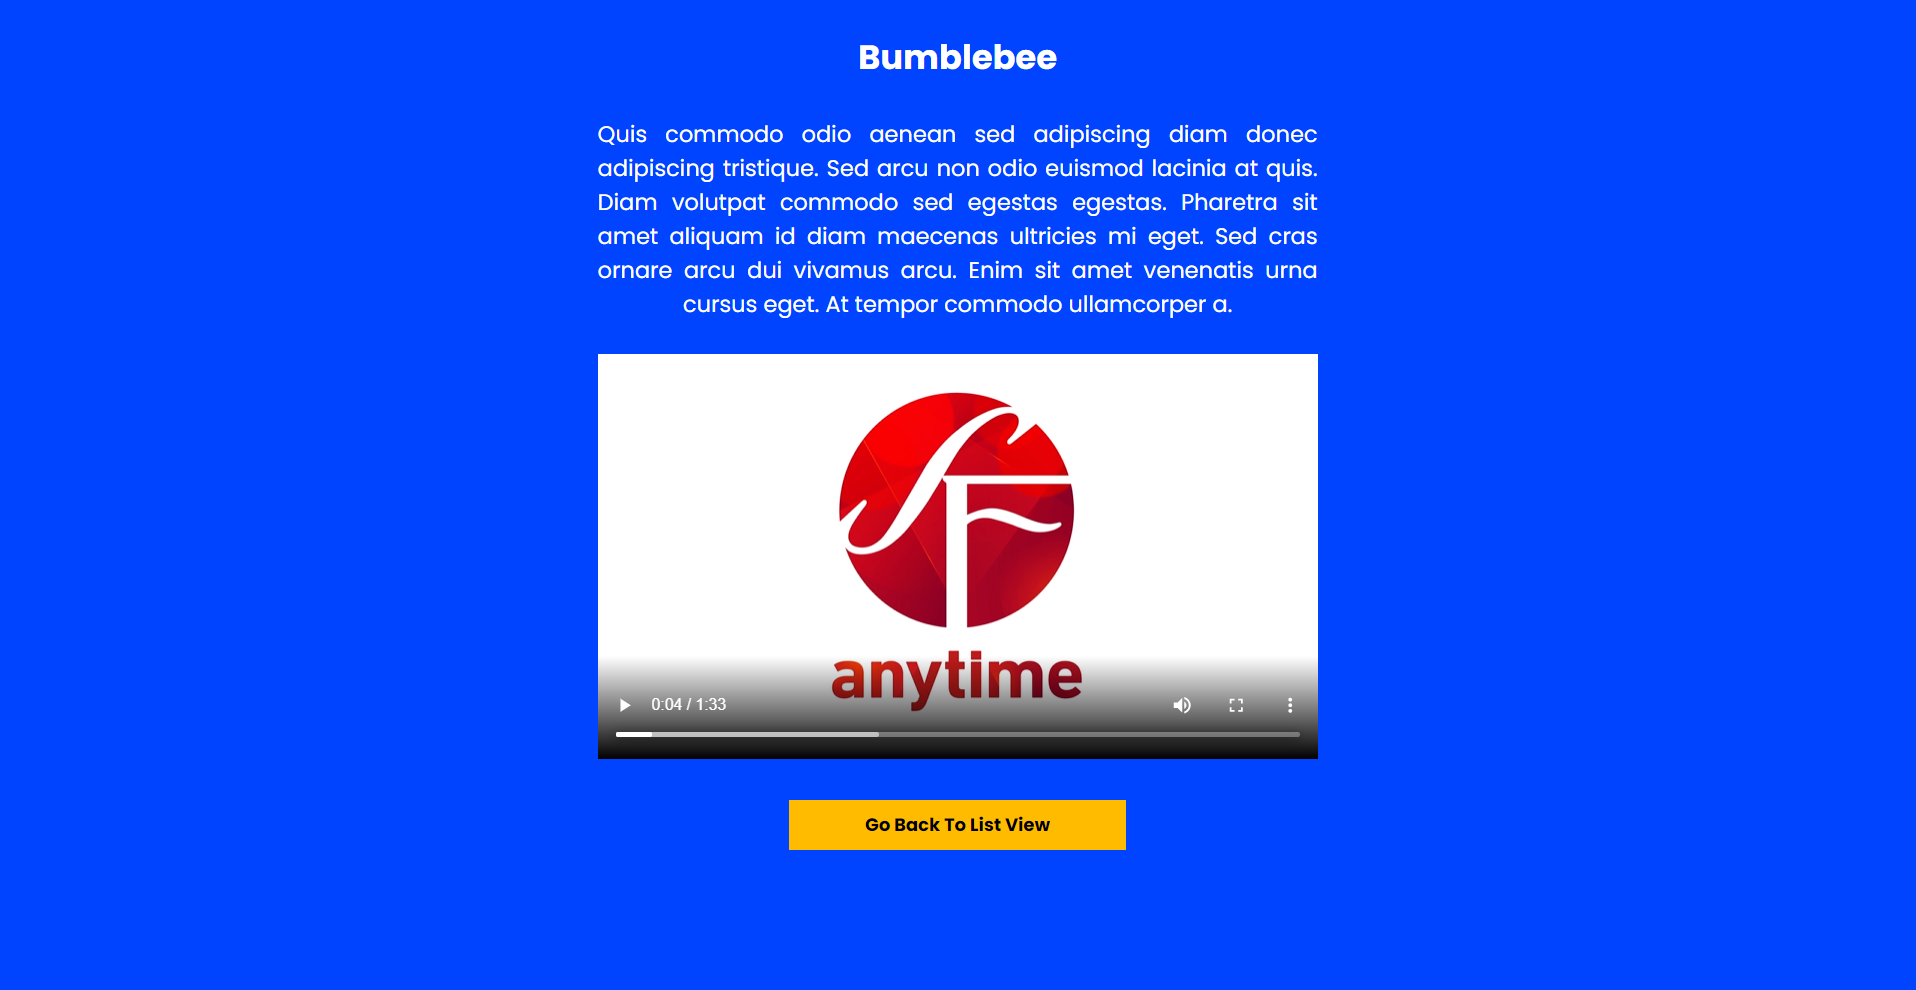 Bumblebee
Quis commodo odio aenean sed adipiscing diam donec
adipiscing tristique. Sed arcu non odio euismod lacinia at quis.
Diam volutpat commodo sed egestas egestas. Pharetra sit
amet aliquam id diam maecenas ultricies mi eget. Sed cras
ornare arcu dui vivamus arcu. Enim sit amet venenatis urna
cursus eget. At tempor commodo ullamcorper a.
SF
anytime
0:04 / 1:33
Go Back To List View